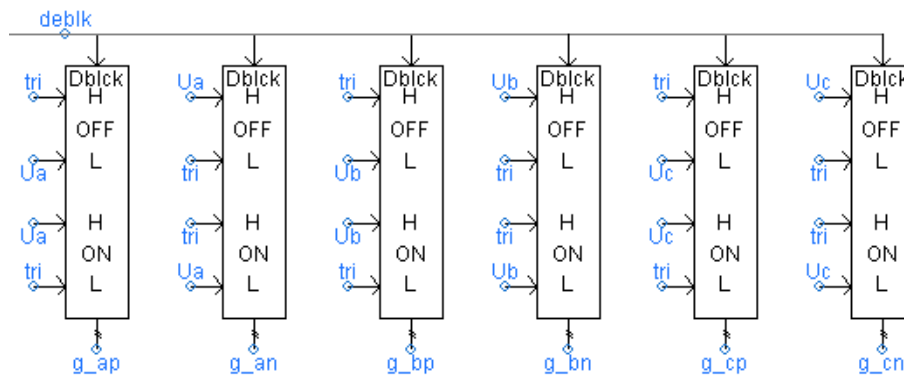 deblk
Dblck Dblck Dblck Dblck Dblck Dblck
tri H Ua H tri H Ub H tri H Uc H
OFF OFF OFF OFF OFF OFF
Ua L tri L Ub L tri L Uc L tri L
Ua H tri H Ub H tri H Uc H tri H
ON ON ON ON ON ON
tri L Ua L tri L Ub L tri L Uc L
g_ap g_an g_bp g_bn g_cp g_cn